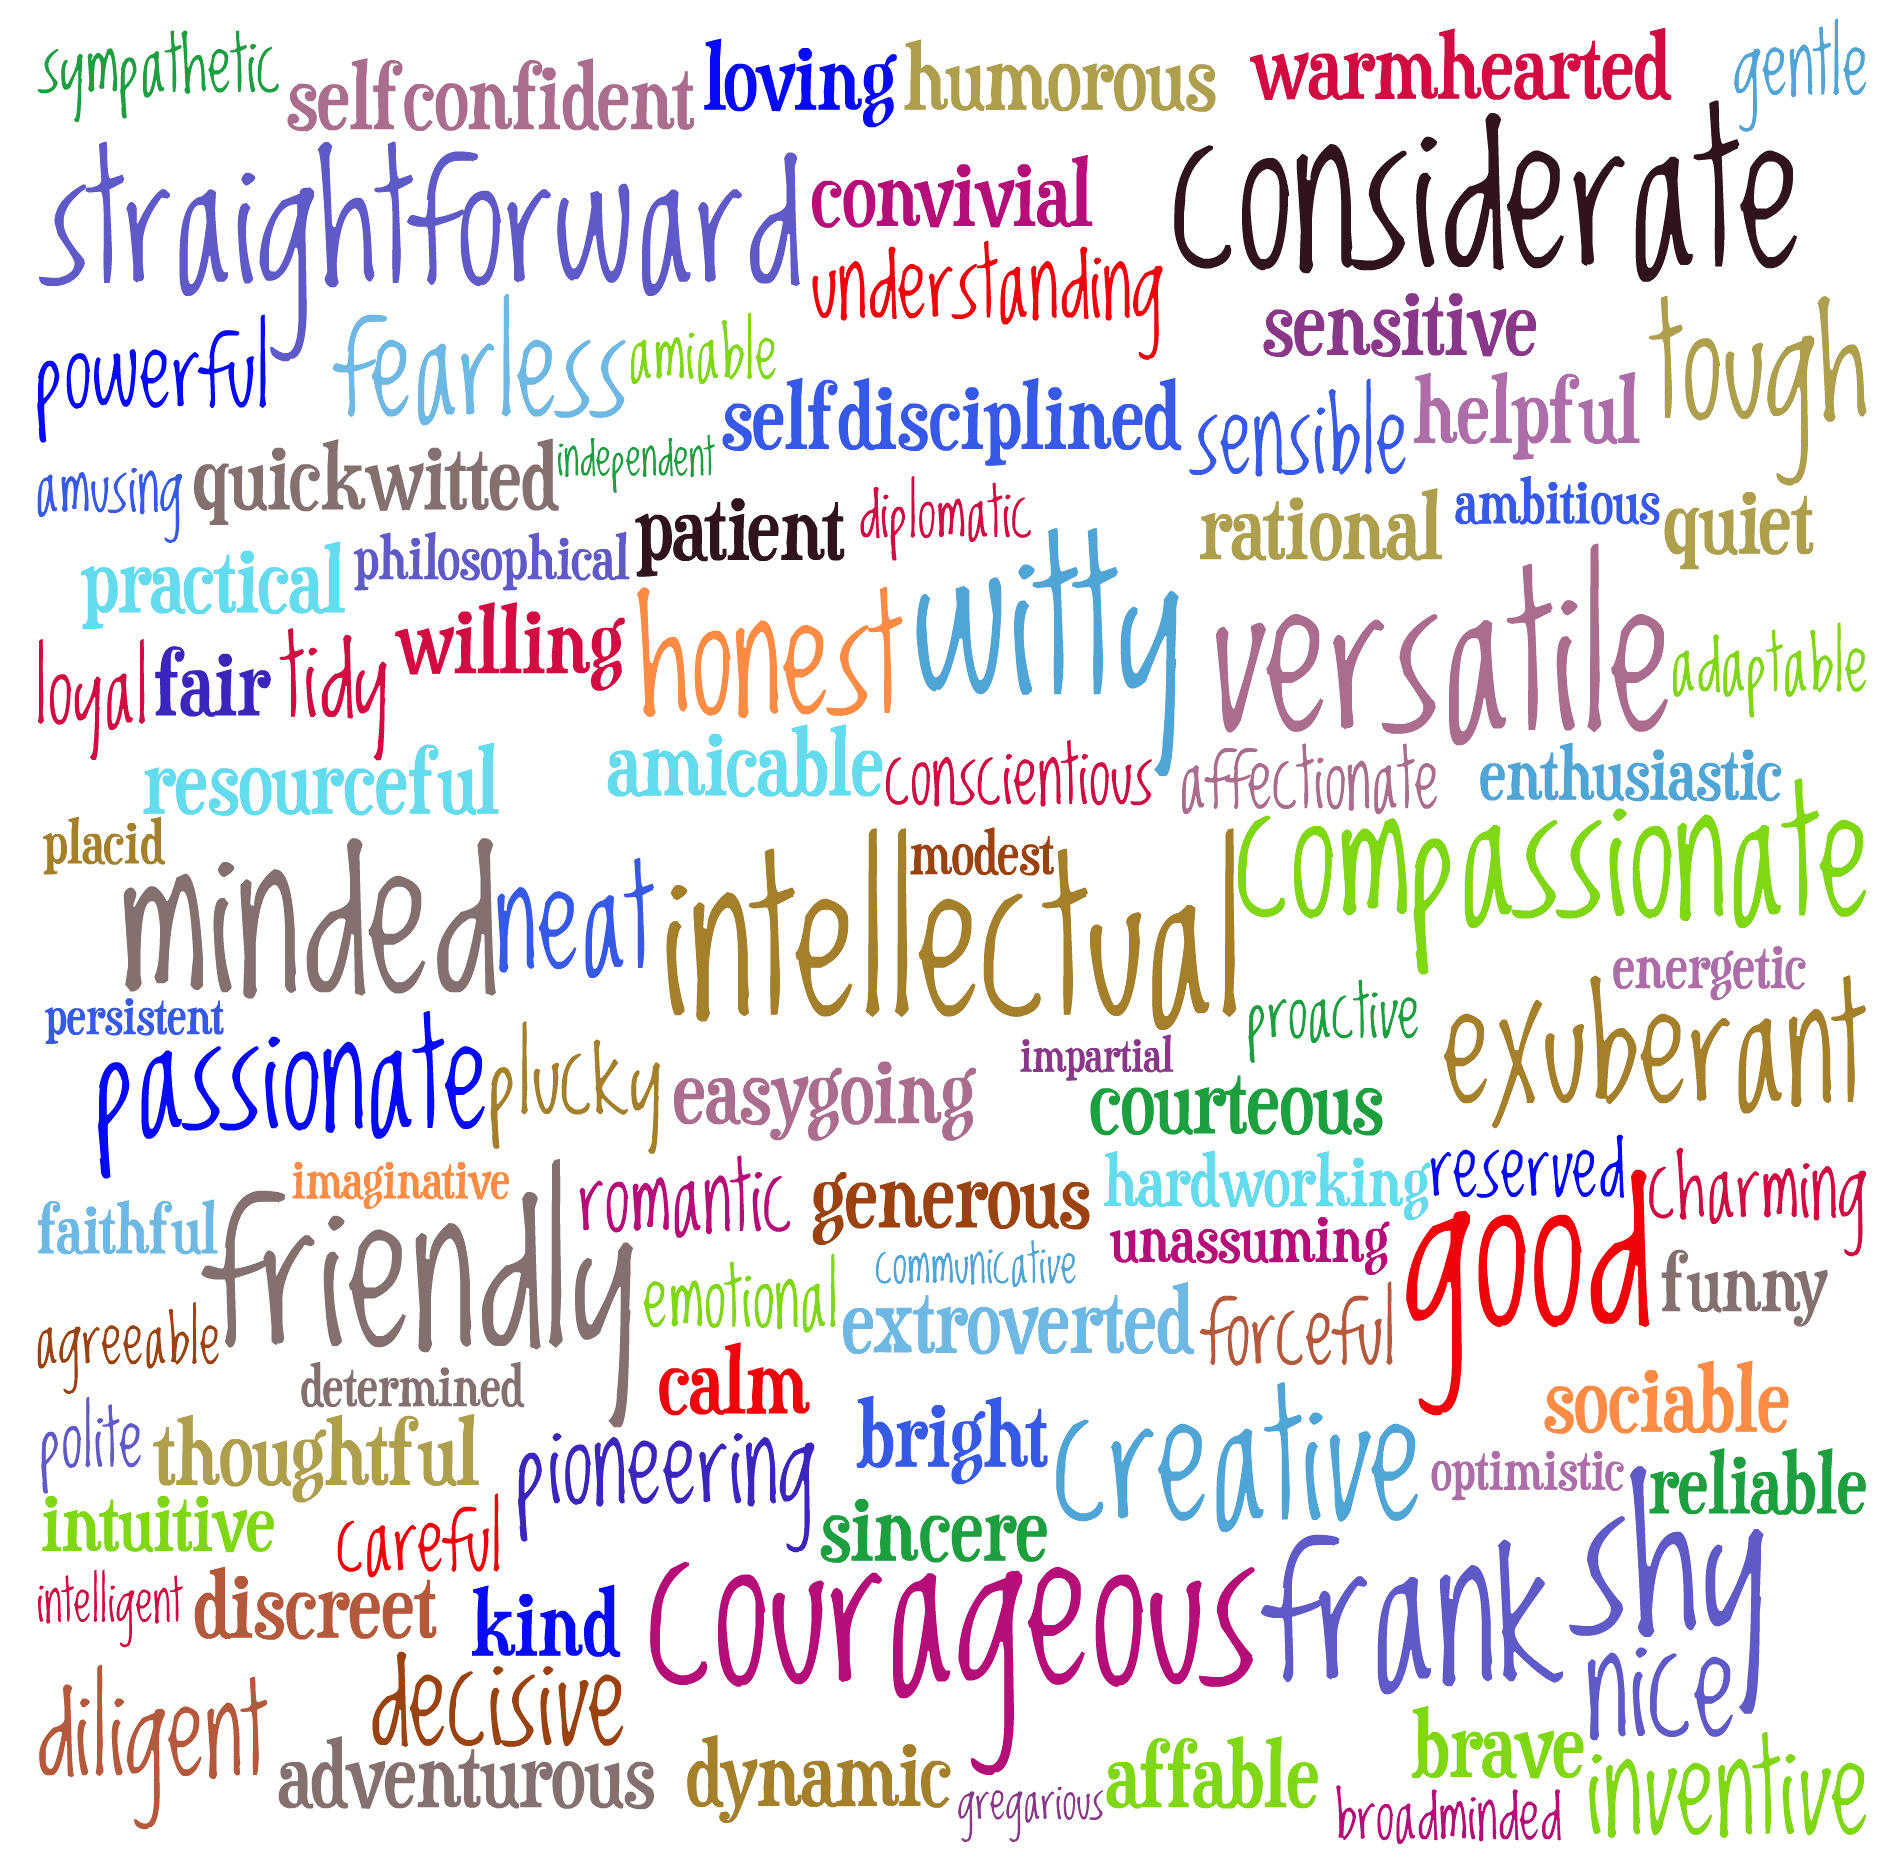 sympathetic selfconfident loving humorous warmhearted gentle
straightforward convivial considerate
understanding
powerful fearless amiable sensitive tough
selfdisciplined sensible helpful
amusing quickwitted independent
patient diplomatic rational ambitious quiet
practical philosophical
loyal fair tidy willing honest witty versatile adaptable
resourceful amicable conscientious affectionate enthusiastic
placid modest compassionate
minded neat intellectual
energetic
persistent proactive exuberant
passionate plucky easygoing impartial
courteous
imaginative romantic generous hardworking reserved charming
faithful friendly unassuming good
communicative funny
agreeable emotional extroverted forceful
determined calm sociable
polite thoughtful pioneering bright creative optimistic reliable
intuitive careful sincere shy
intelligent discreet kind courageous frank
diligent decisive nice
adventurous dynamic affable brave
gregarious broadminded inventive